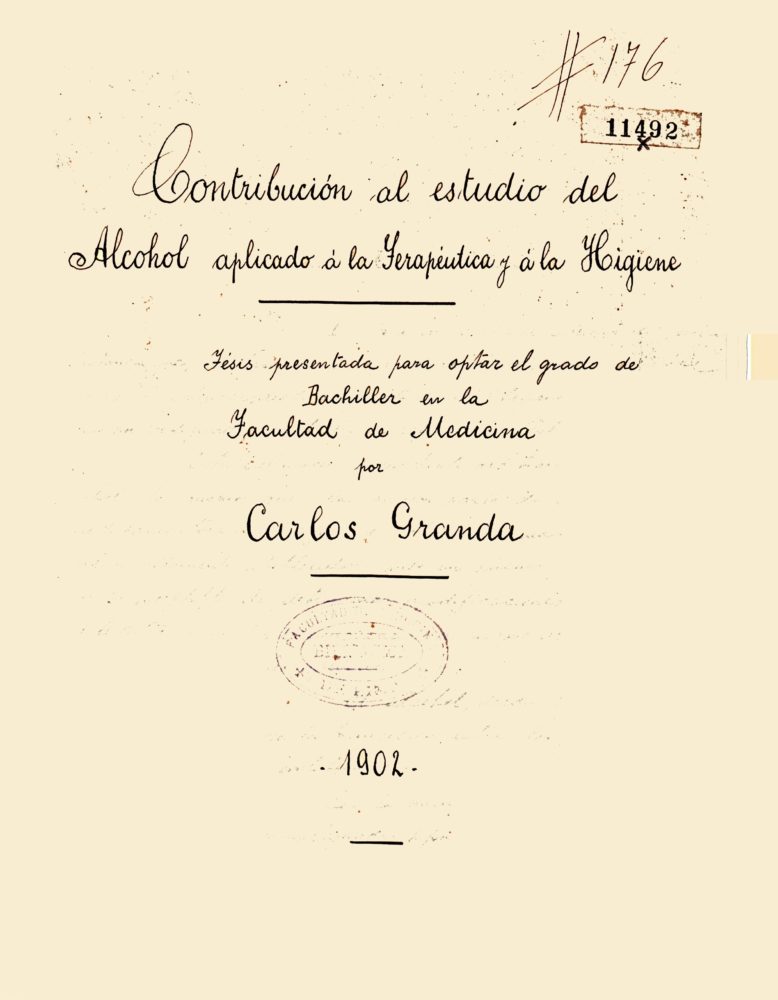 # 176
11492
x
Contribución al estudio del
Alcohol aplicado á la Terapéutica y á la Higiene
Tésis presentada para optar el grado de
Bachiller en la
Facultad de Medicina
por
Carlos Granda
FACULTAD
- 1902 -